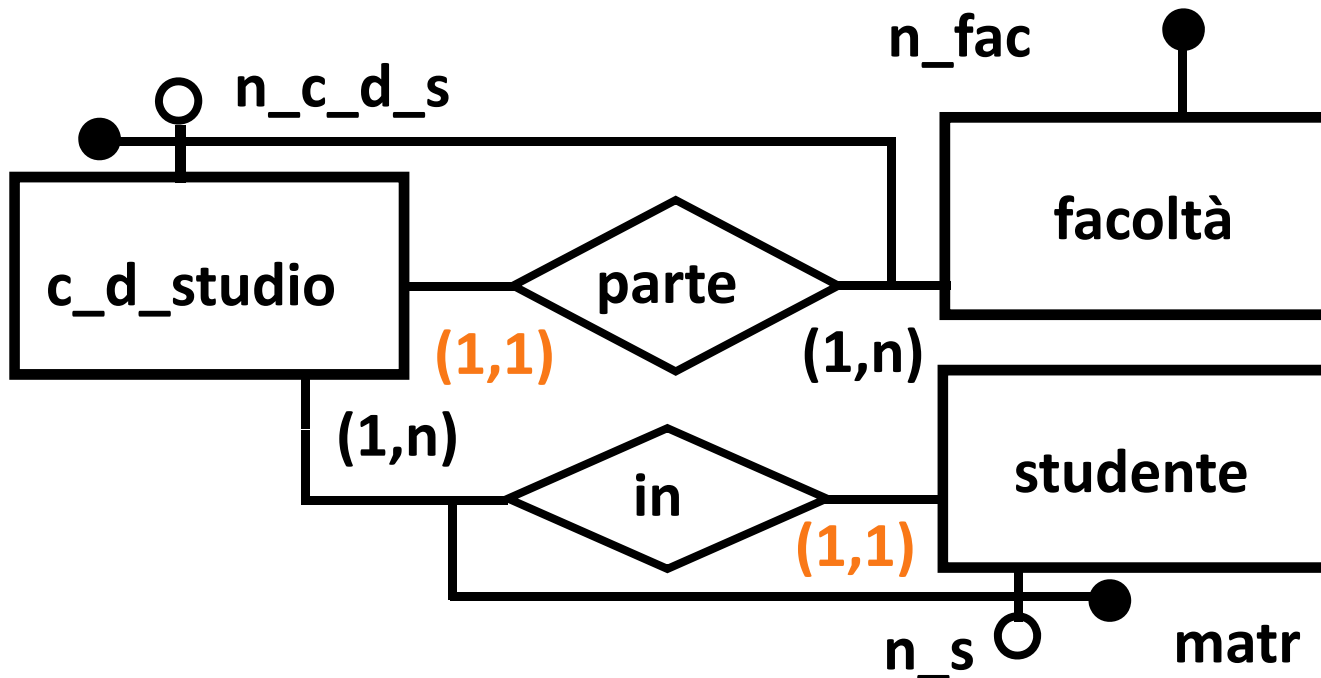 n_fac
n_c_d_s
facoltà
c_d_studio
parte
(1,1)
(1,n)
(1,n)
studente
in
(1,1)
n_s
matr